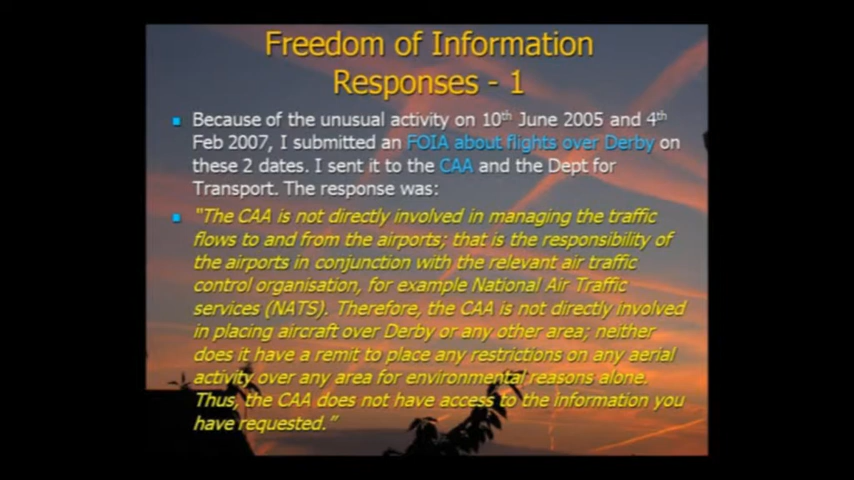 Freedom of Information
Responses - 1
Because of the unusual activity on 10th June 2005 and 4th
Feb 2007, I submitted an FOIA about flights over Derby on
these 2 dates. I sent it to the CAA and the Dept for
Transport. The response was:
"The CAA is not directly involved in managing the traffic
flows to and from the airports; that is the responsibility of
the airports in conjunction with the relevant air traffic
control organisation, for example National Air Traffic
services (NATS). Therefore, the CAA is not directly involved
in placing aircraft over Derby or any other area; neither
does it have a remit to place any restrictions on any aerial
activity over any area for environmental reasons alone.
Thus, the CAA does not have access to the information you
have requested."